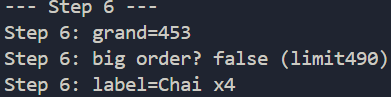 --- Step 6 ---
Step 6: grand=453
Step 6: big order? false (limit490)
Step 6: label=Chai x4